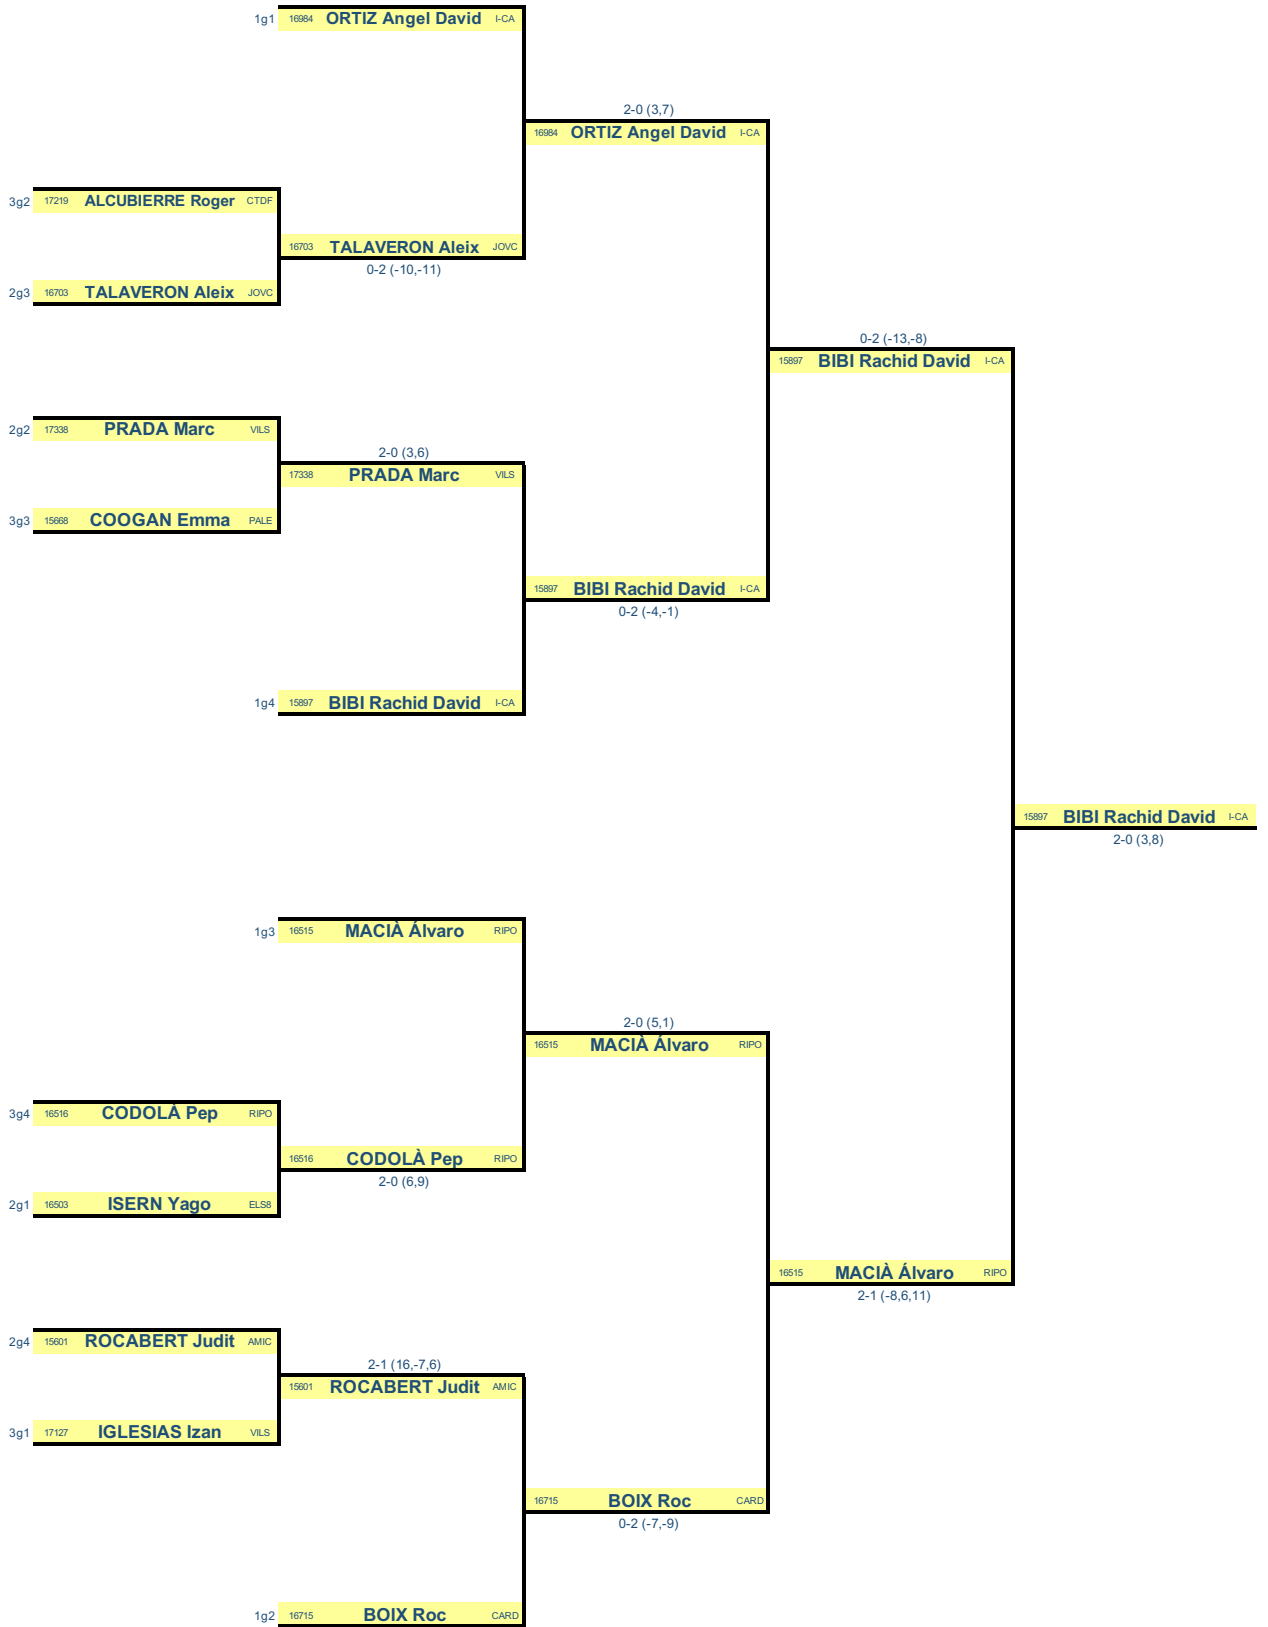 1g1 16984 ORTIZ Angel David I-CA
2-0 (3,7)
16984 ORTIZ Angel David I-CA
3g2 17219 ALCUBIERRE Roger CTDF
16703 TALAVERON Aleix JOVC
0-2 (-10,-11)
2g3 16703 TALAVERON Aleix JOVC
0-2 (-13,-8)
15897 BIBI Rachid David I-CA
2g2 17338 PRADA Marc VILS
2-0 (3,6)
17338 PRADA Marc VILS
3g3 15668 COOGAN Emma PALE
15897 BIBI Rachid David I-CA
0-2 (-4,-1)
1g4 15897 BIBI Rachid David I-CA
15897 BIBI Rachid David I-CA
2-0 (3,8)
1g3 16515 MACIÀ Álvaro RIPO
2-0 (5,1)
16515 MACIÀ Álvaro RIPO
3g4 16516 CODOLÀ Pep RIPO
16516 CODOLÀ Pep RIPO
2-0 (6,9)
2g1 16503 ISERN Yago ELS8
16515 MACIÀ Álvaro RIPO
2-1 (-8,6,11)
2g4 15601 ROCABERT Judit AMIC
2-1 (16,-7,6)
15601 ROCABERT Judit AMIC
3g1 17127 IGLESIAS Izan VILS
16715 BOIX Roc CARD
0-2 (-7,-9)
1g2 16715 BOIX Roc CARD